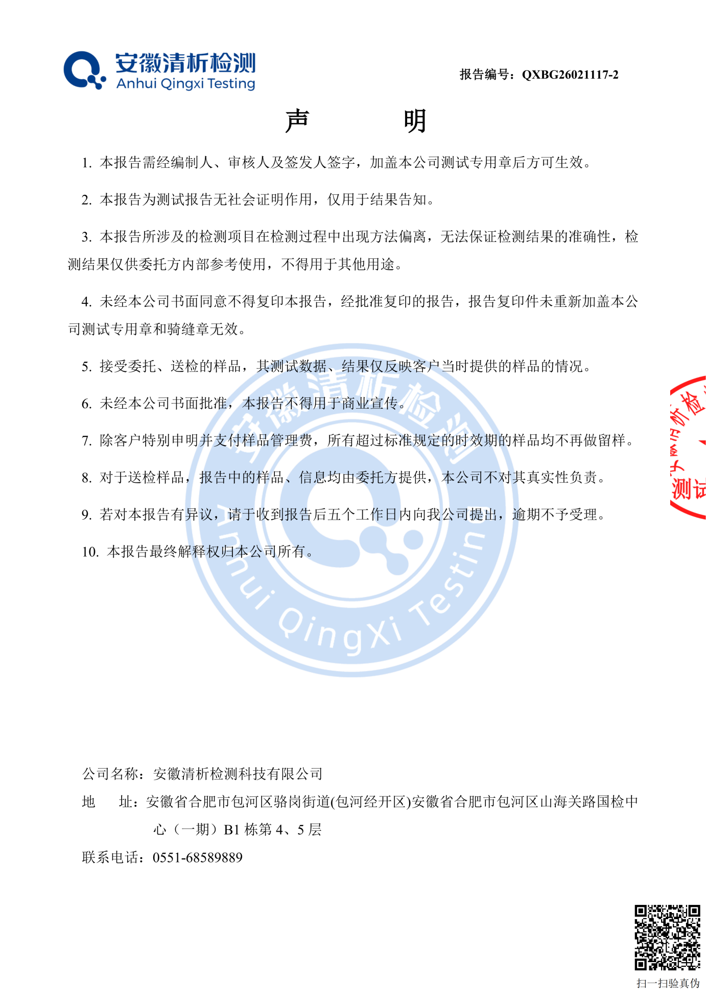 安徽清析检测
Anhui Qingxi Testing
报告编号：QXBG26021117-2
声 明
1. 本报告需经编制人、审核人及签发人签字，加盖本公司测试专用章后方可生效。
2. 本报告为测试报告无社会证明作用，仅用于结果告知。
3. 本报告所涉及的检测项目在检测过程中出现方法偏离，无法保证检测结果的准确性，检
测结果仅供委托方内部参考使用，不得用于其他用途。
4. 未经本公司书面同意不得复印本报告，经批准复印的报告，报告复印件未重新加盖本公
司测试专用章和骑缝章无效。
5. 接受委托、送检的样品，其测试数据、结果仅反映客户当时提供的样品的情况。
6. 未经本公司书面批准，本报告不得用于商业宣传。
7. 除客户特别申明并支付样品管理费，所有超过标准规定的时效期的样品均不再做留样。
8. 对于送检样品，报告中的样品、信息均由委托方提供，本公司不对其真实性负责。
9. 若对本报告有异议，请于收到报告后五个工作日内向我公司提出，逾期不予受理。
10. 本报告最终解释权归本公司所有。
安徽清析检测
Anhui QingXi Testing
析检
测试
公司名称：安徽清析检测科技有限公司
地 址：安徽省合肥市包河区骆岗街道(包河经开区)安徽省合肥市包河区山海关路国检中
心（一期）B1 栋第 4、5 层
联系电话：0551-68589889
扫一扫验真伪